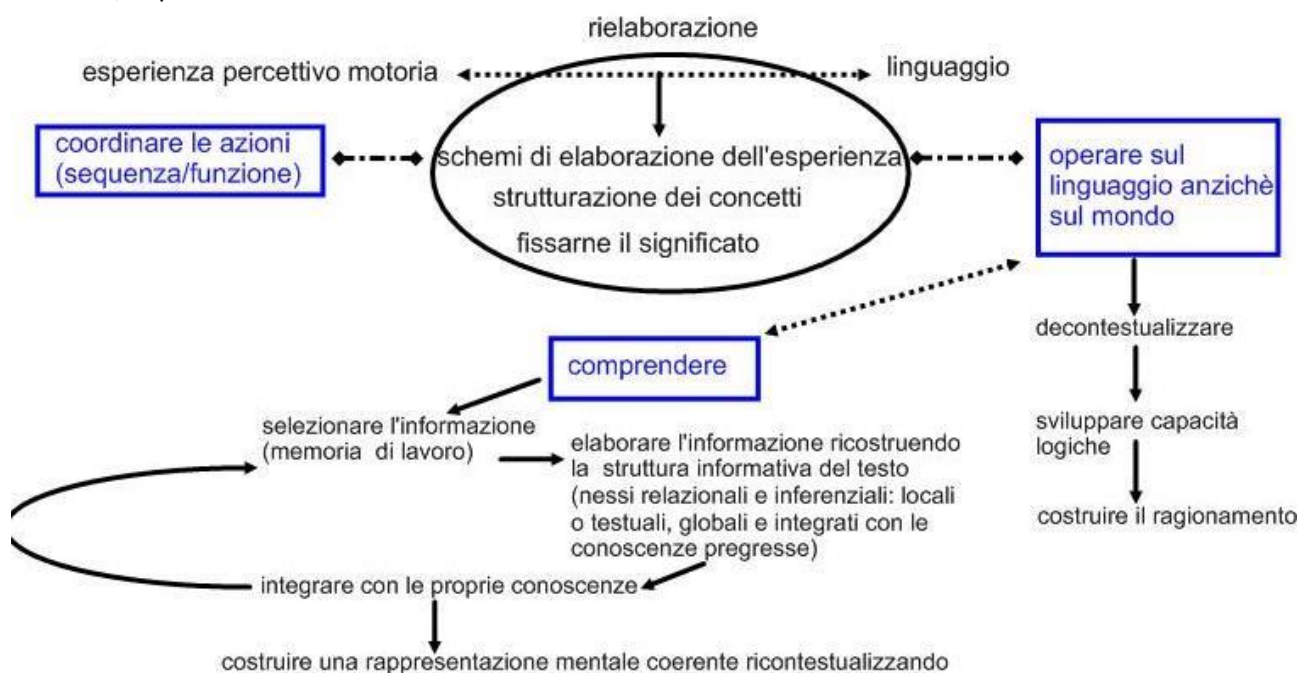 rielaborazione
esperienza percettivo motoria
linguaggio
coordinare le azioni
(sequenza/funzione)
schemi di elaborazione dell'esperienza
strutturazione dei concetti
fissarne il significato
operare sul
linguaggio anzichè
sul mondo
decontestualizzare
sviluppare capacità
logiche
costruire il ragionamento
comprendere
selezionare l'informazione
(memoria di lavoro)
elaborare l'informazione ricostruendo
la struttura informativa del testo
(nessi relazionali e inferenziali: locali
o testuali, globali e integrati con le
conoscenze pregresse)
integrare con le proprie conoscenze
costruire una rappresentazione mentale coerente ricontestualizzando